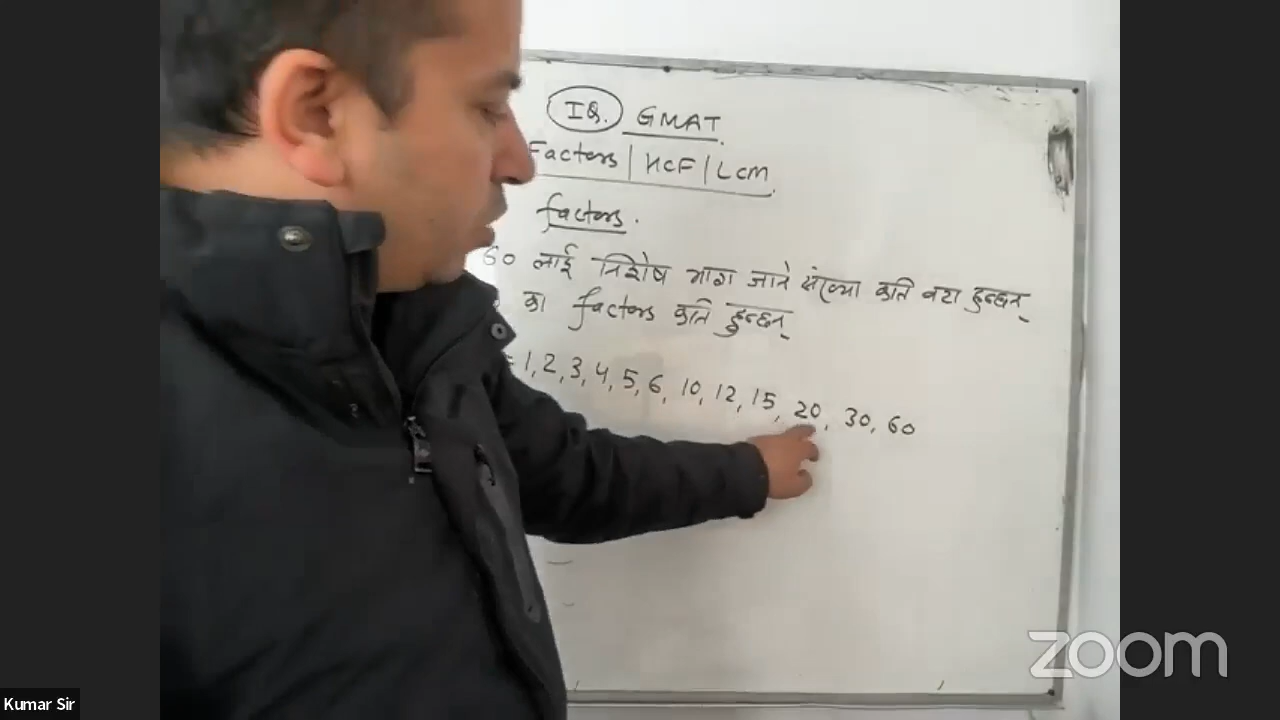 IQ. GMAT
Factors | HCF | LCM
factors.
60 लाई निशेष भाग जाने संख्या कति वटा हुन्छन्
का factors कति हुन्छन्
= 1, 2, 3, 4, 5, 6, 10, 12, 15, 20, 30, 60
zoom
Kumar Sir